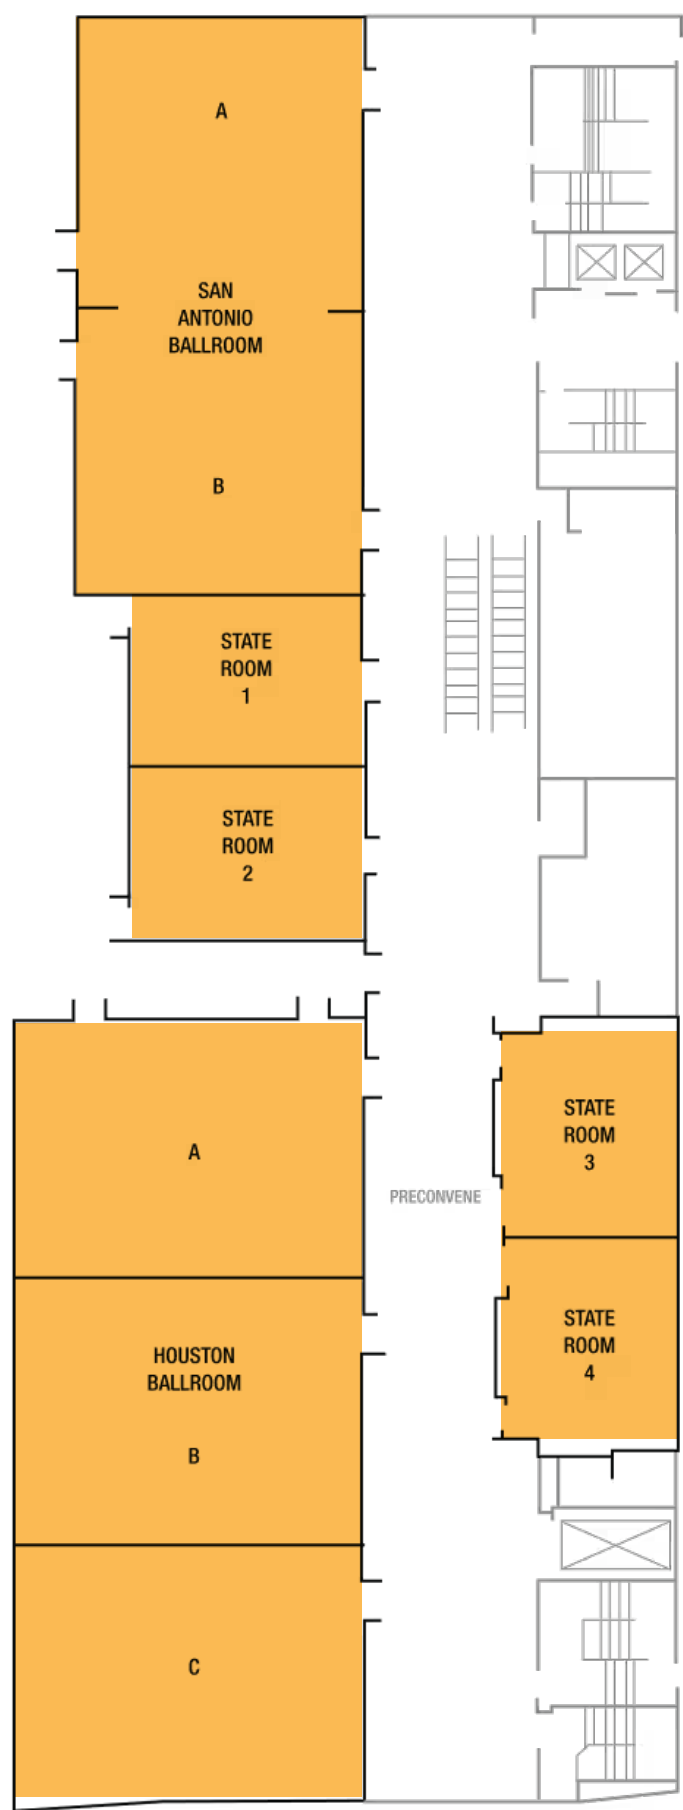 A
SAN
ANTONIO
BALLROOM
B
STATE
ROOM
1
STATE
ROOM
2
A
STATE
ROOM
3
PRECONVENE
HOUSTON
BALLROOM
B
STATE
ROOM
4
C